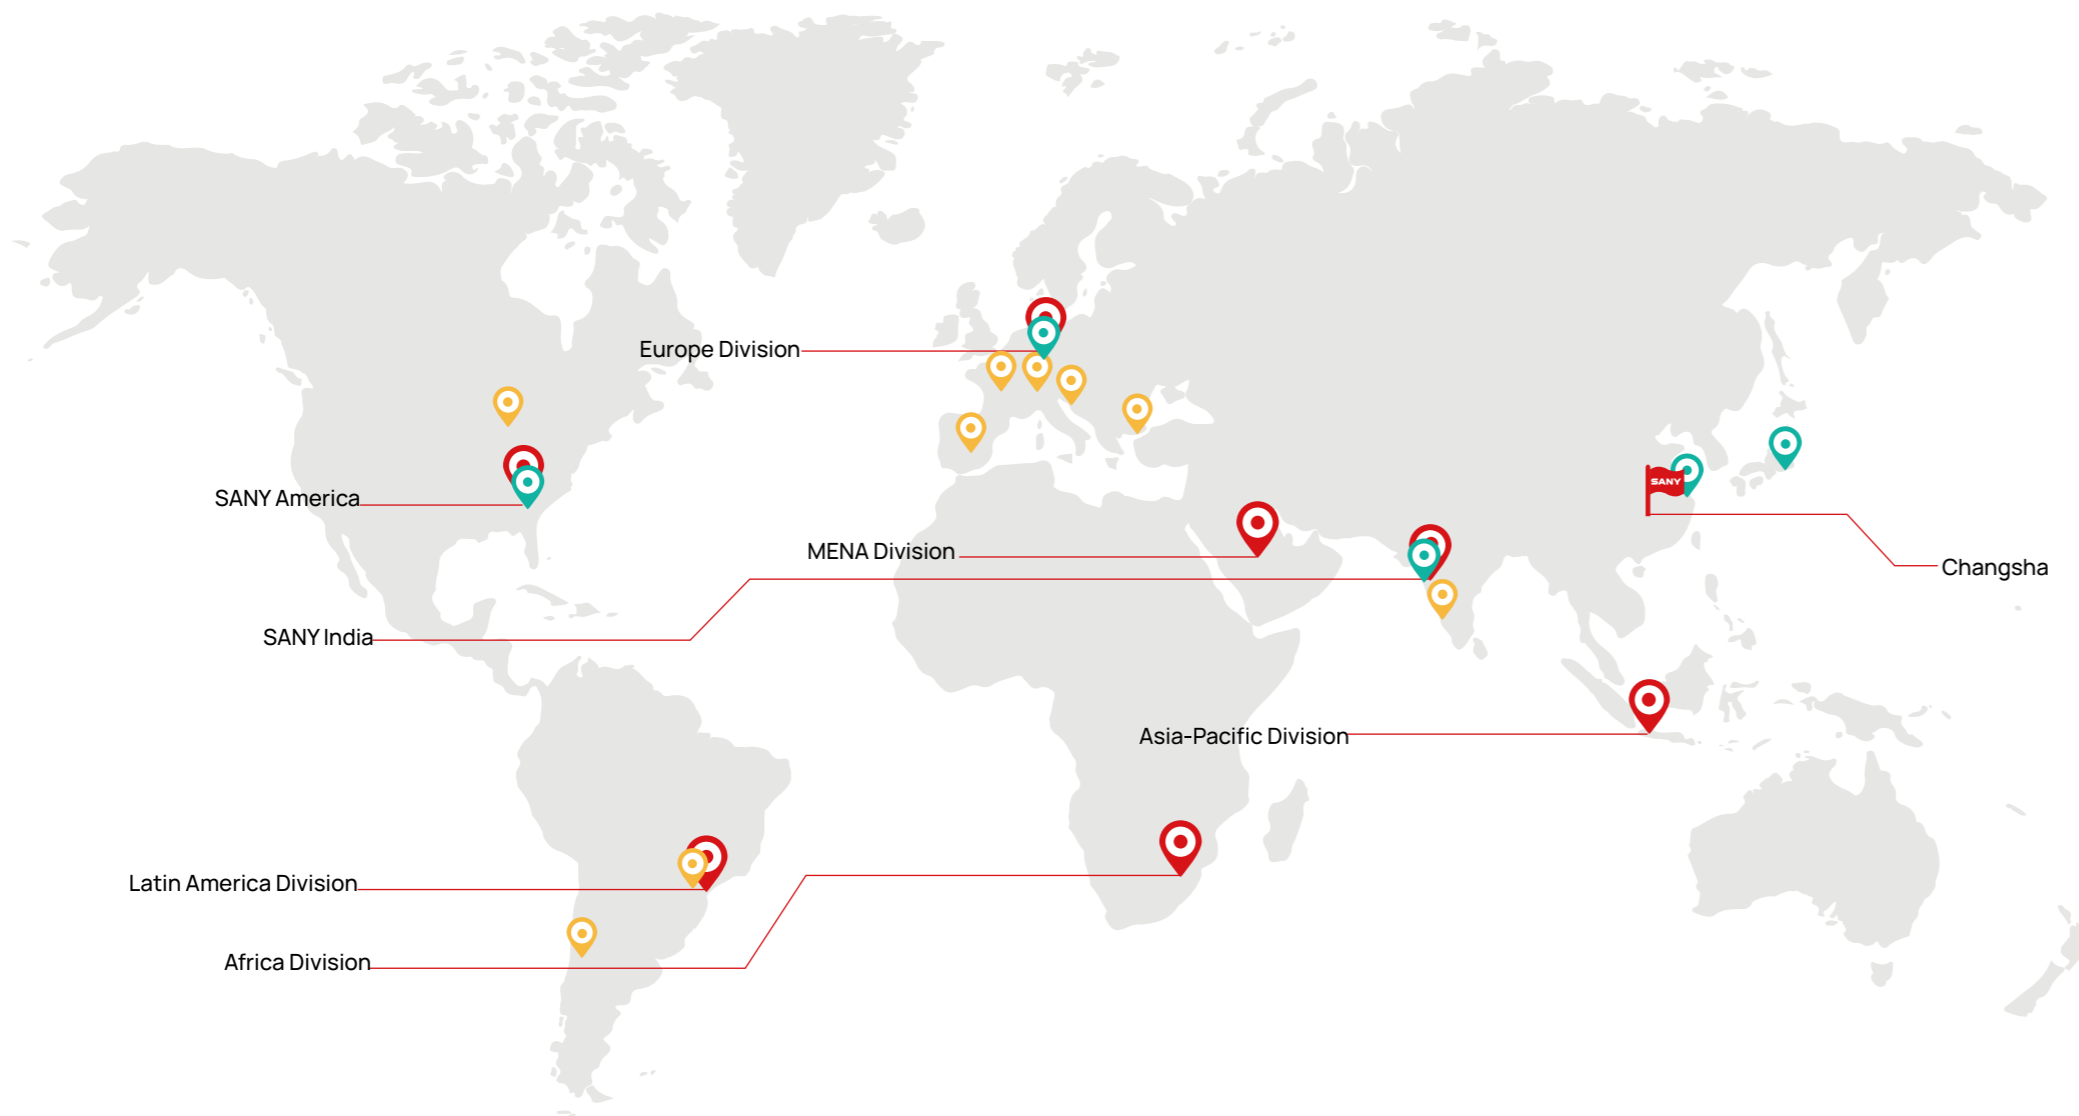 Europe Division
SANY
SANY America
MENA Division
Changsha
SANY India
Asia-Pacific Division
Latin America Division
Africa Division